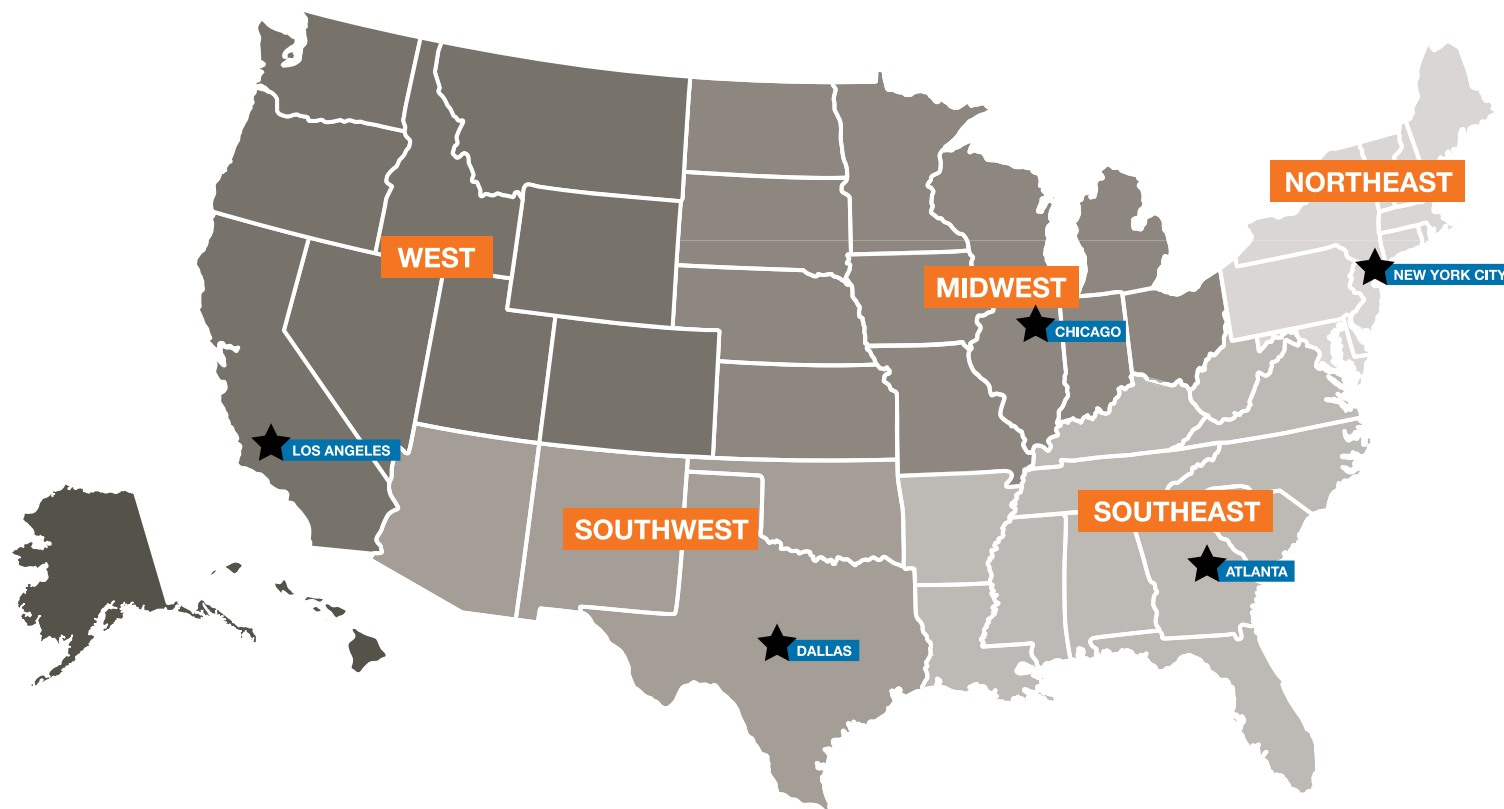 NORTHEAST
WEST
NEW YORK CITY
MIDWEST
CHICAGO
LOS ANGELES
SOUTHEAST
SOUTHWEST
ATLANTA
DALLAS